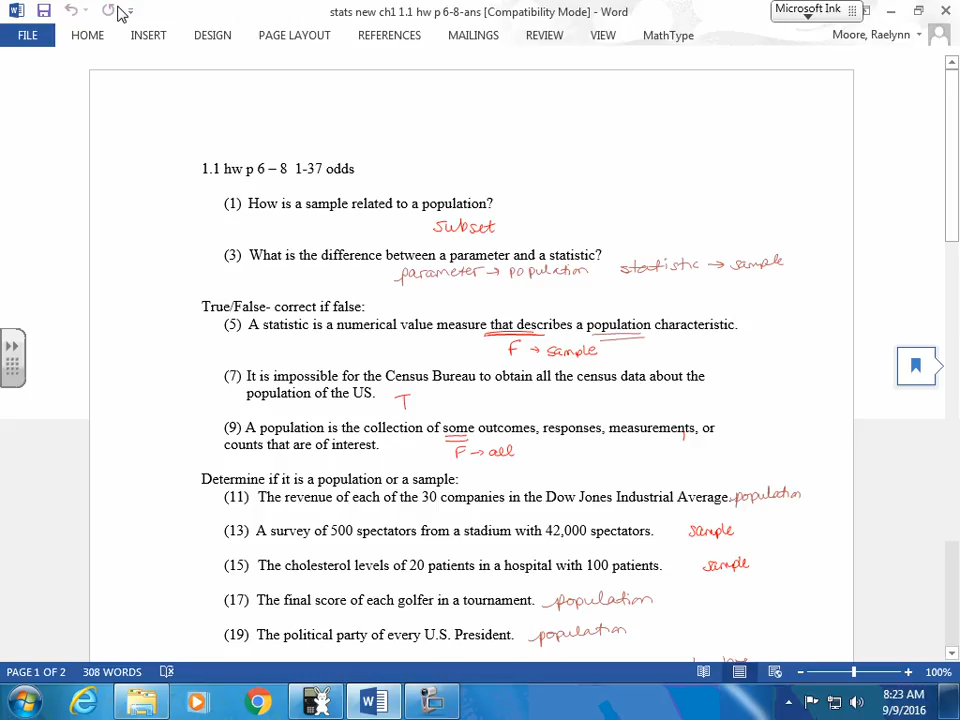 stats new ch1 1.1 hw p 6-8-ans [Compatibility Mode] - Word
Microsoft Ink
FILE HOME INSERT DESIGN PAGE LAYOUT REFERENCES MAILINGS REVIEW VIEW MathType
Moore, Raelynn
1.1 hw p 6 – 8 1-37 odds
(1) How is a sample related to a population?
subset
(3) What is the difference between a parameter and a statistic?
parameter → population statistic → sample
True/False- correct if false:
(5) A statistic is a numerical value measure that describes a population characteristic.
F → sample
(7) It is impossible for the Census Bureau to obtain all the census data about the
population of the US.
T
(9) A population is the collection of some outcomes, responses, measurements, or
counts that are of interest.
F → all
Determine if it is a population or a sample:
(11) The revenue of each of the 30 companies in the Dow Jones Industrial Average. population
(13) A survey of 500 spectators from a stadium with 42,000 spectators. sample
(15) The cholesterol levels of 20 patients in a hospital with 100 patients. sample
(17) The final score of each golfer in a tournament. population
(19) The political party of every U.S. President. population
PAGE 1 OF 2 308 WORDS
100%
8:23 AM
9/9/2016